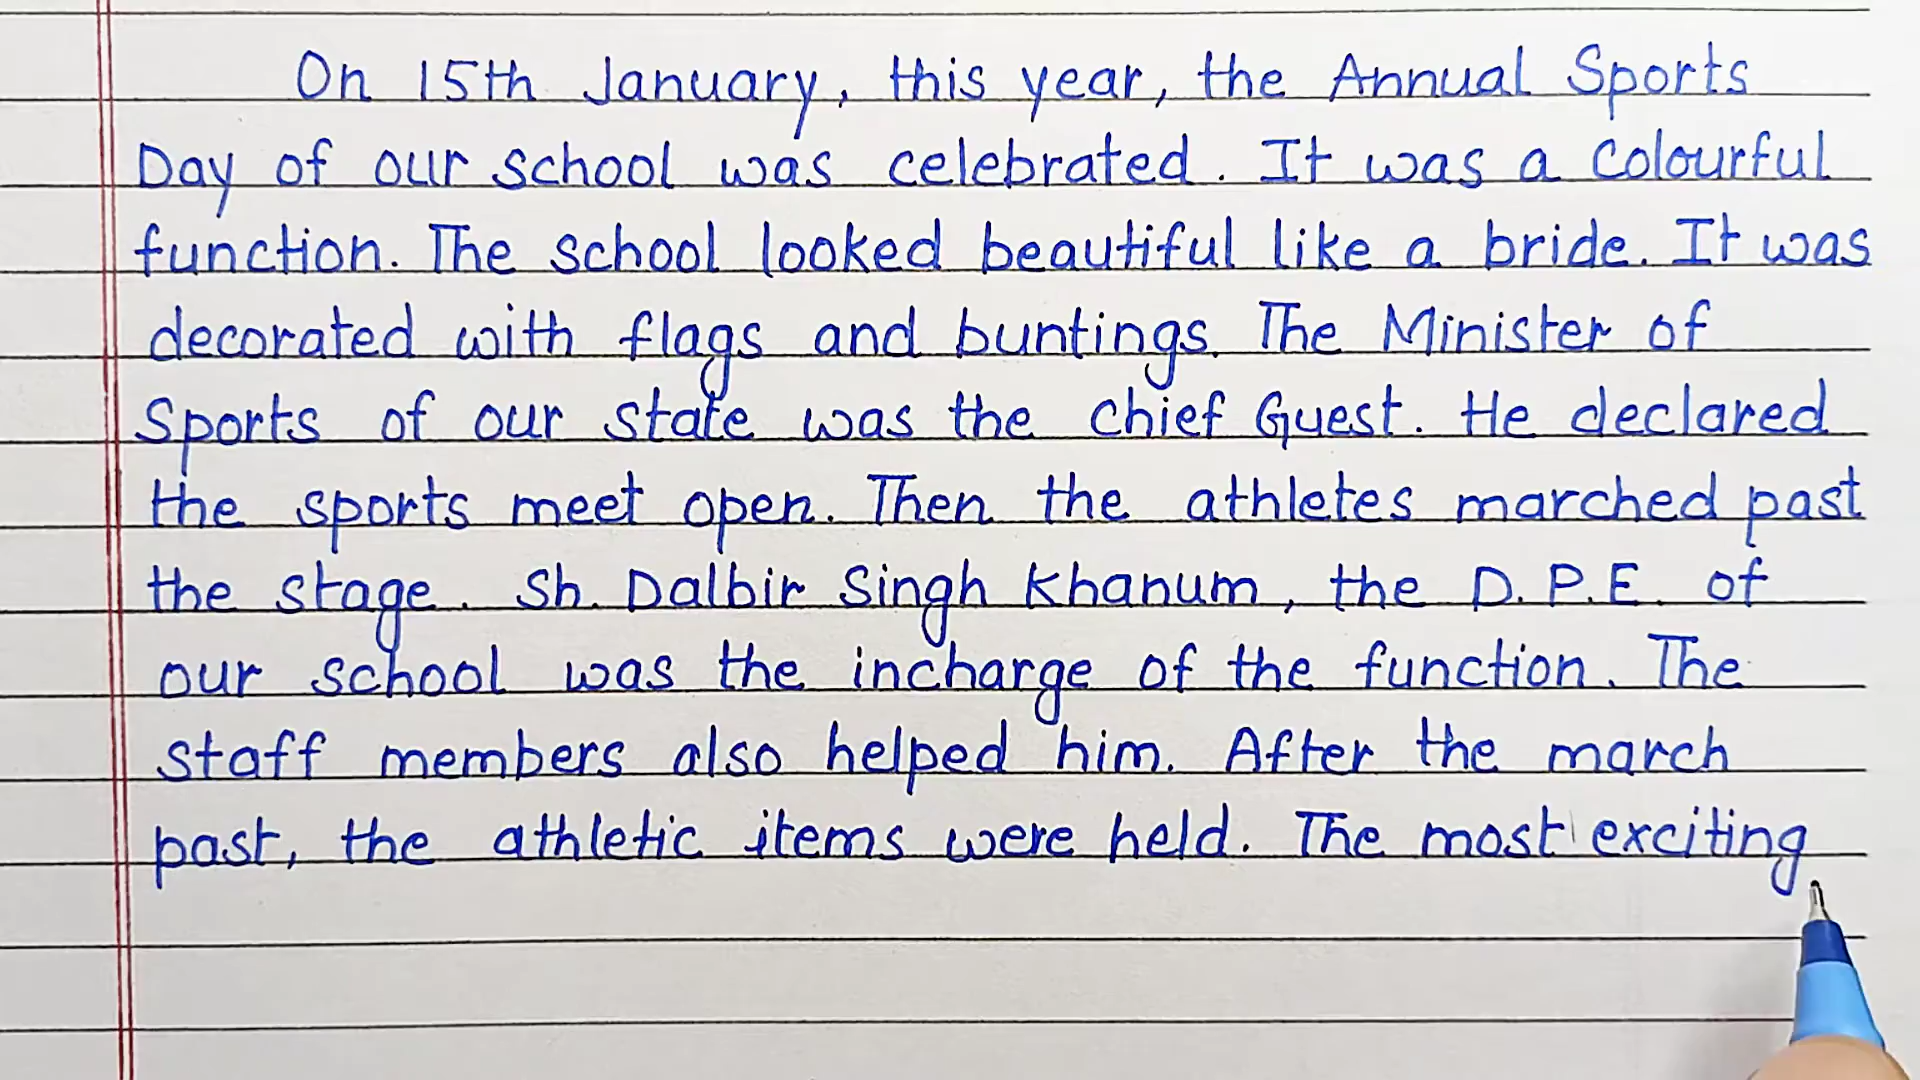 On 15th January, this year, the Annual Sports
Day of our school was celebrated. It was a colourful
function. The school looked beautiful like a bride. It was
decorated with flags and buntings. The Minister of
Sports of our state was the chief Guest. He declared
the sports meet open. Then the athletes marched past
the stage. Sh. Dalbir Singh Khanum, the D.P.E. of
our school was the incharge of the function. The
staff members also helped him. After the march
past, the athletic items were held. The most exciting